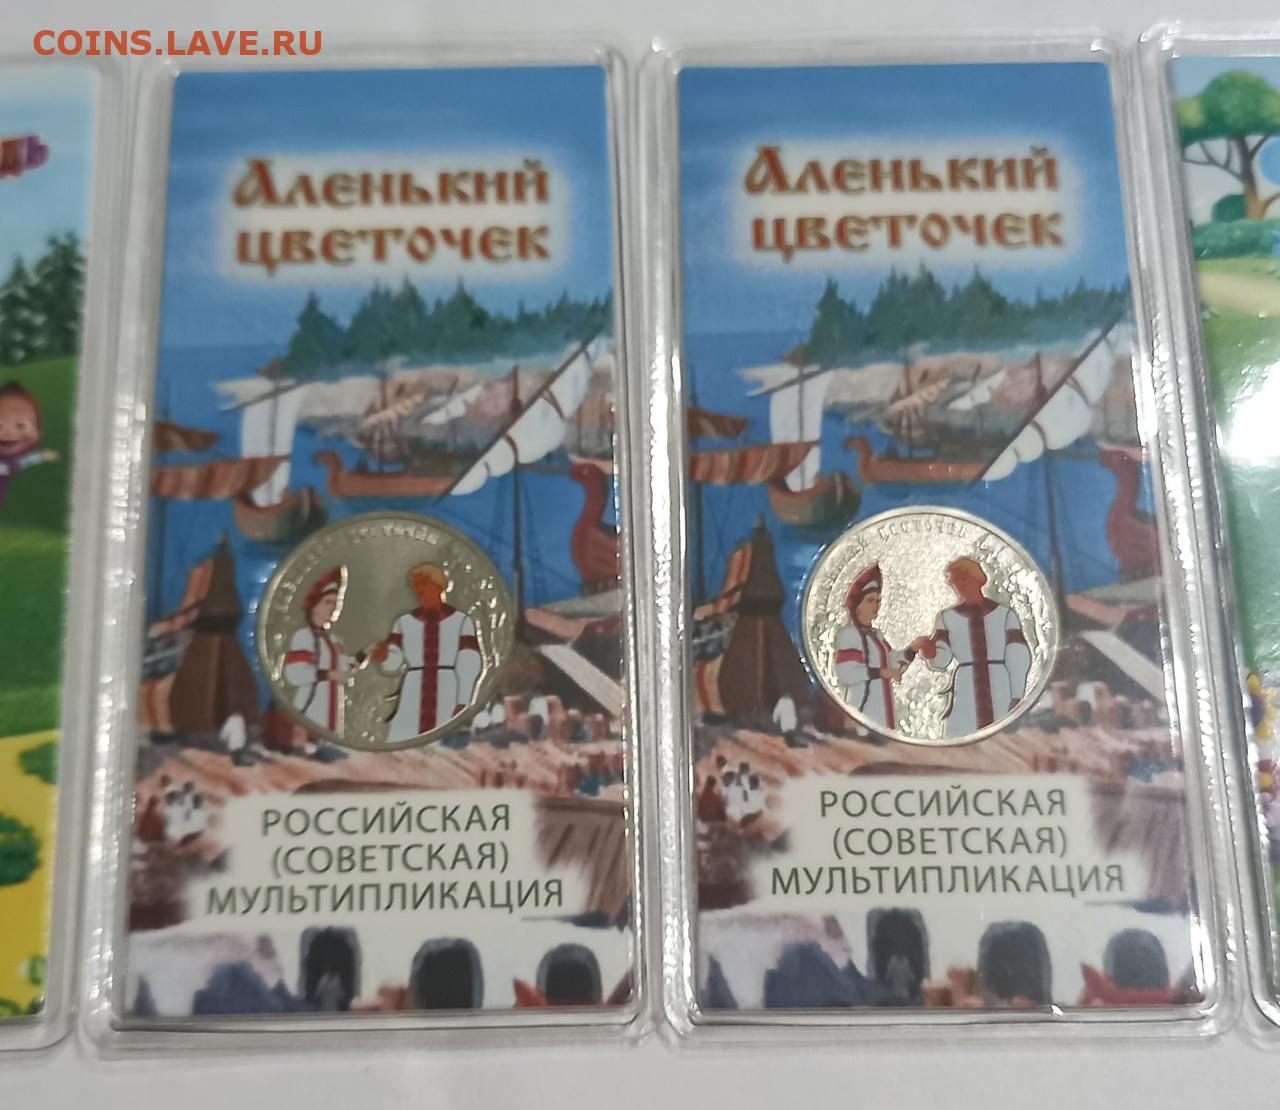 COINS.LAVE.RU
Аленький
цветочек
РОССИЙСКАЯ
(СОВЕТСКАЯ)
МУЛЬТИПЛИКАЦИЯ
Аленький
цветочек
РОССИЙСКАЯ
(СОВЕТСКАЯ)
МУЛЬТИПЛИКАЦИЯ